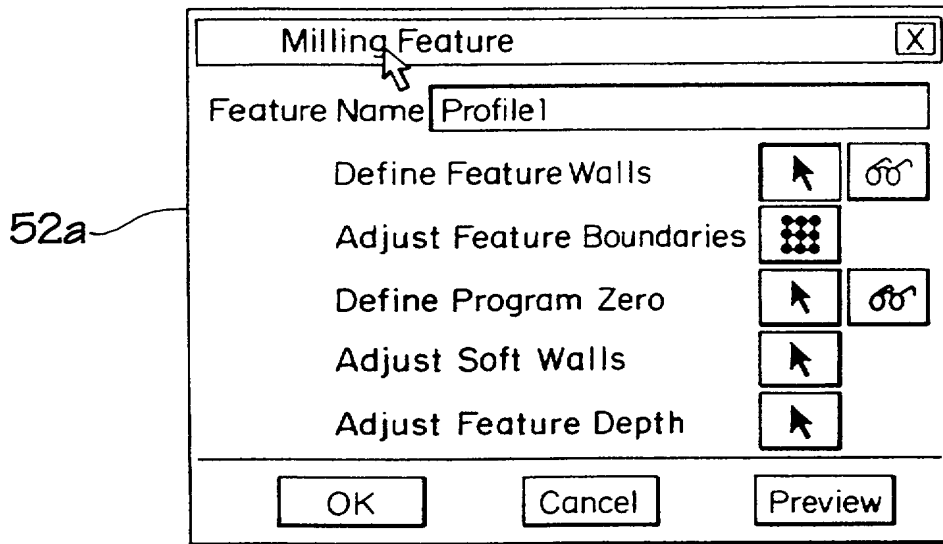 Milling Feature X
Feature Name Profile1
Define Feature Walls
52a
Adjust Feature Boundaries
Define Program Zero
Adjust Soft Walls
Adjust Feature Depth
OK Cancel Preview